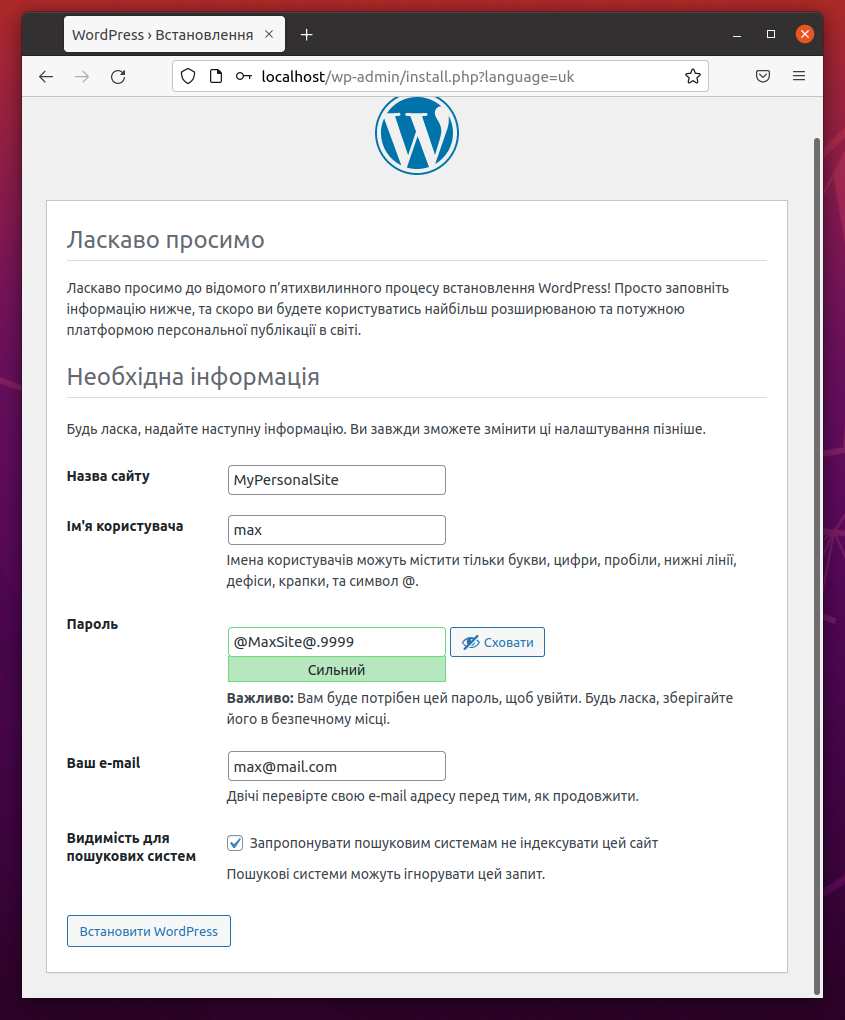 WordPress › Встановлення
localhost/wp-admin/install.php?language=uk
Ласкаво просимо
Ласкаво просимо до відомого п’ятихвилинного процесу встановлення WordPress! Просто заповніть
інформацію нижче, та скоро ви будете користуватись найбільш розширюваною та потужною
платформою персональної публікації в світі.
Необхідна інформація
Будь ласка, надайте наступну інформацію. Ви завжди зможете змінити ці налаштування пізніше.
Назва сайту
MyPersonalSite
Ім'я користувача
max
Імена користувачів можуть містити тільки букви, цифри, пробіли, нижні лінії,
дефіси, крапки, та символ @.
Пароль
@MaxSite@.9999
Сховати
Сильний
Важливо: Вам буде потрібен цей пароль, щоб увійти. Будь ласка, зберігайте
його в безпечному місці.
Ваш e-mail
max@mail.com
Двічі перевірте свою e-mail адресу перед тим, як продовжити.
Видимість для
пошукових систем
Запропонувати пошуковим системам не індексувати цей сайт
Пошукові системи можуть ігнорувати цей запит.
Встановити WordPress